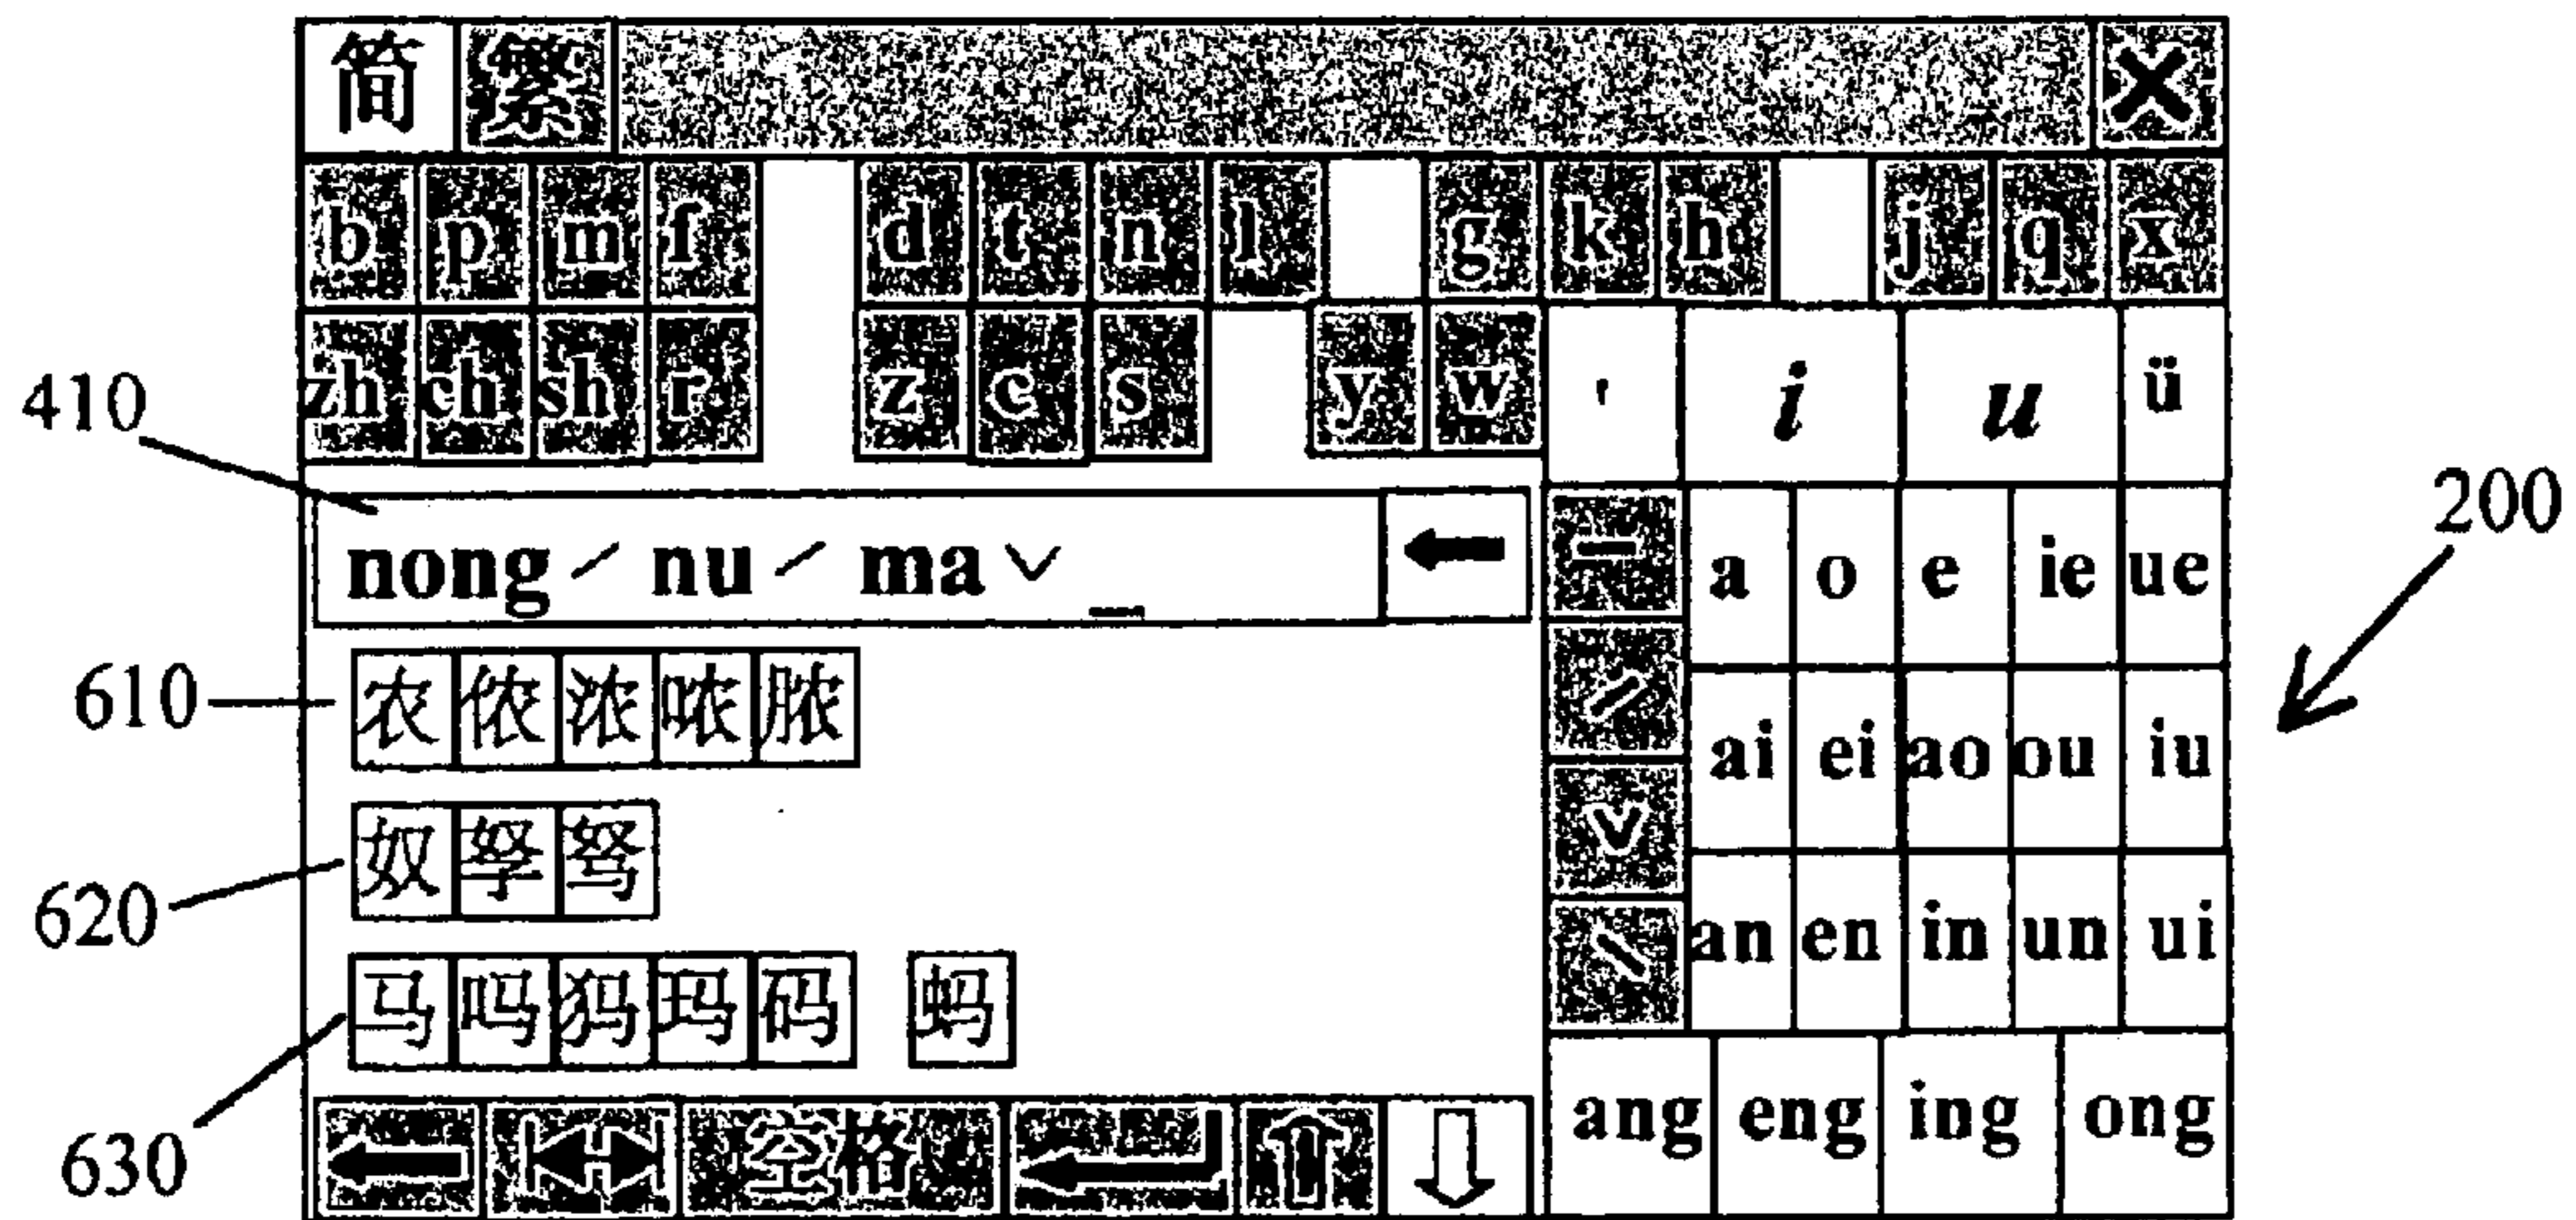 简 繁
b p m f d t n l g k h j q x
zh ch sh r z c s y w ' i u ü
410
nong ˊ nu ˊ ma ˇ _
ˉ a o e ie ue
200
610
农 侬 浓 哝 脓
ˊ ai ei ao ou iu
620
奴 孥 驽
ˇ
ˋ an en in un ui
630
马 吗 犸 玛 码 蚂
空格
ang eng ing ong